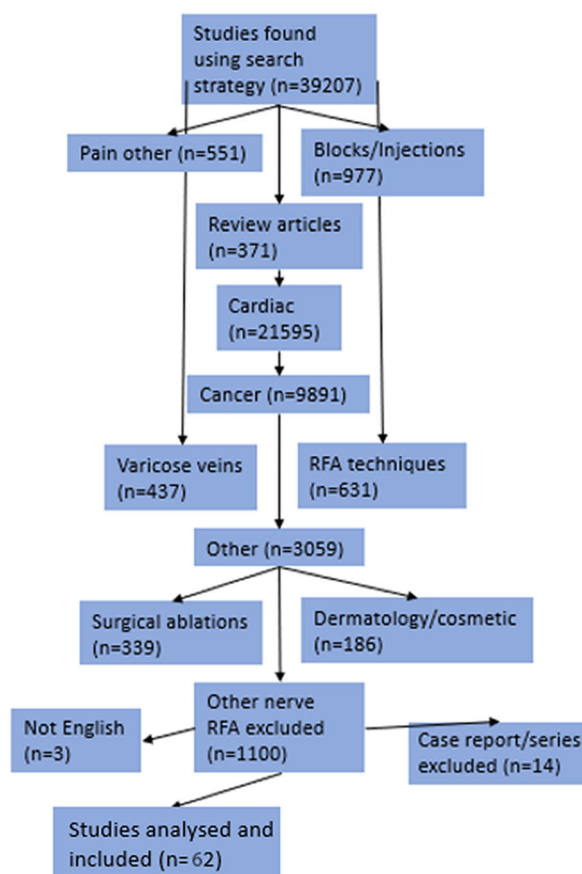 Studies found
using search
strategy (n=39207)
Pain other (n=551)
Blocks/Injections
(n=977)
Review articles
(n=371)
Cardiac
(n=21595)
Cancer (n=9891)
Varicose veins
(n=437)
RFA techniques
(n=631)
Other (n=3059)
Surgical ablations
(n=339)
Dermatology/cosmetic
(n=186)
Other nerve
RFA excluded
(n=1100)
Not English
(n=3)
Case report/series
excluded (n=14)
Studies analysed and
included (n=62)